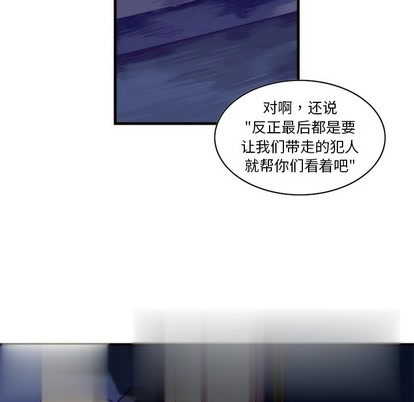 对啊，还说
"反正最后都是要
让我们带走的犯人
就帮你们看着吧"